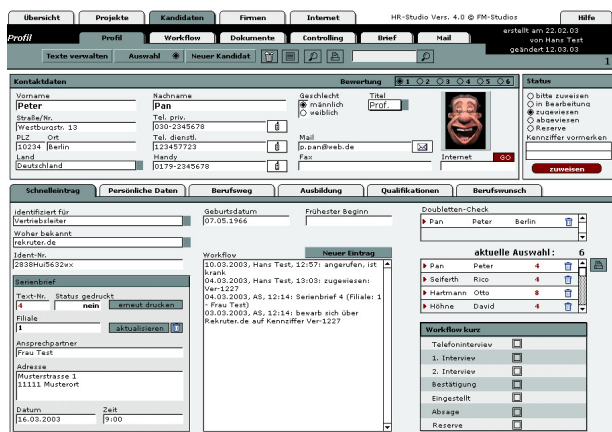 Übersicht Projekte Kandidaten Firmen Internet HR-Studio Vers. 4.0 © FM-Studios Hilfe
Profil Profil Workflow Dokumente Controlling Brief Mail
erstellt am 22.02.03
von Hans Test
geändert 12.03.03
Texte verwalten Auswahl Neuer Kandidat
1
Kontaktdaten Bewertung 1 2 3 4 5 6 Status
Vorname Nachname Geschlecht Titel
Peter Pan männlich Prof.
weiblich
Straße/Nr. Tel. priv.
Westburgstr. 13 030-2345678
PLZ Ort Tel. dienstl. Mail
10234 Berlin 123457723 p.pan@web.de
Land Handy Fax Internet GO
Deutschland 0179-2345678
bitte zuweisen
in Bearbeitung
zugewiesen
abgewiesen
Reserve
Kennziffer vormerken
zuweisen
Schnelleintrag Persönliche Daten Berufsweg Ausbildung Qualifikationen Berufswunsch
identifiziert für Geburtsdatum Frühester Beginn Doubletten-Check
Vertriebsleiter 07.05.1966 Pan Peter Berlin
Woher bekannt
rekruter.de
Ident-Nr.
2838Hui5632wx
Workflow Neuer Eintrag
10.03.2003, Hans Test, 12:57: angerufen, ist
krank
04.03.2003, Hans Test, 13:03: zugewiesen:
Ver-1227
04.03.2003, AS, 12:14: Serienbrief 4 (Filiale: 1
- Frau Test)
03.03.2003, AS, 12:14: bewarb sich über
Rekruter.de auf Kennziffer Ver-1227
aktuelle Auswahl: 6
Pan Peter 4
Seiferth Rico 4
Hartmann Otto 8
Höhne David 4
Serienbrief
Text-Nr. Status gedruckt
4 nein erneut drucken
Filiale
1 aktualisieren
Ansprechpartner
Frau Test
Adresse
Musterstrasse 1
11111 Musterort
Datum Zeit
16.03.2003 9:00
Workflow kurz
Telefoninterview
1. Interview
2. Interview
Bestätigung
Eingestellt
Absage
Reserve